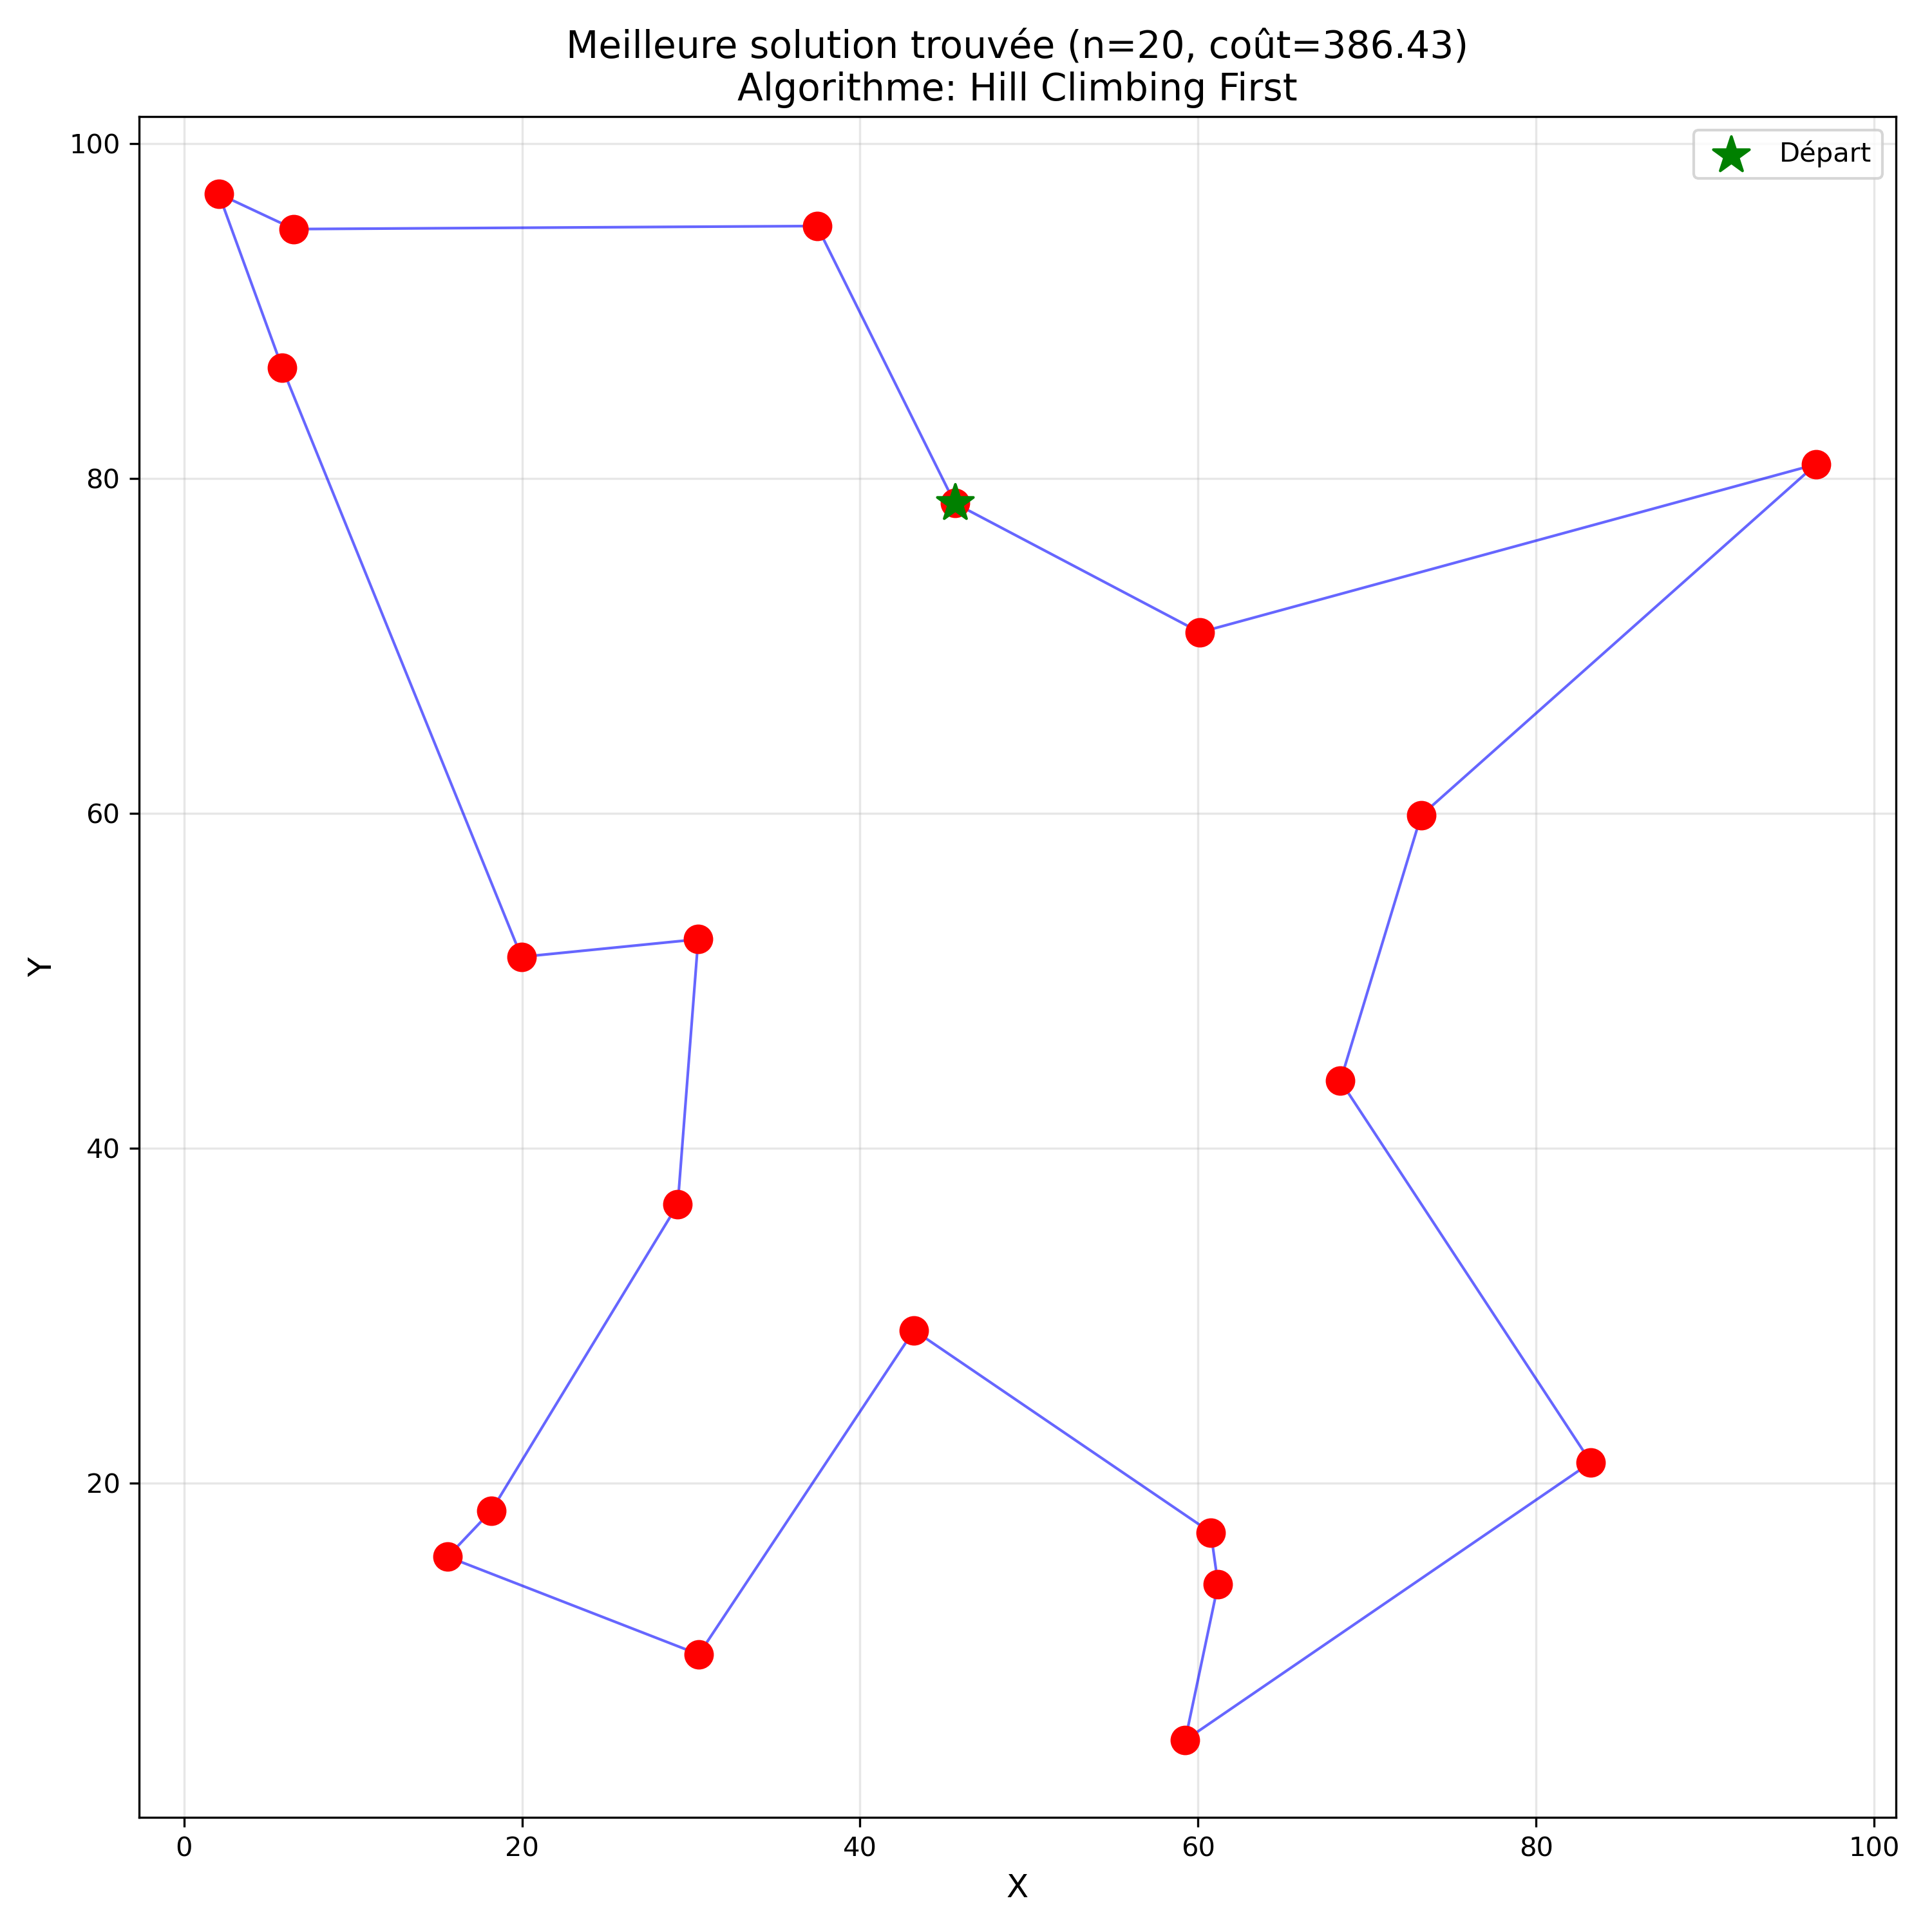 Meilleure solution trouvée (n=20, coût=386.43)
Algorithme: Hill Climbing First
Départ
100
80
60
40
20
Y
0
20
40
60
80
100
X